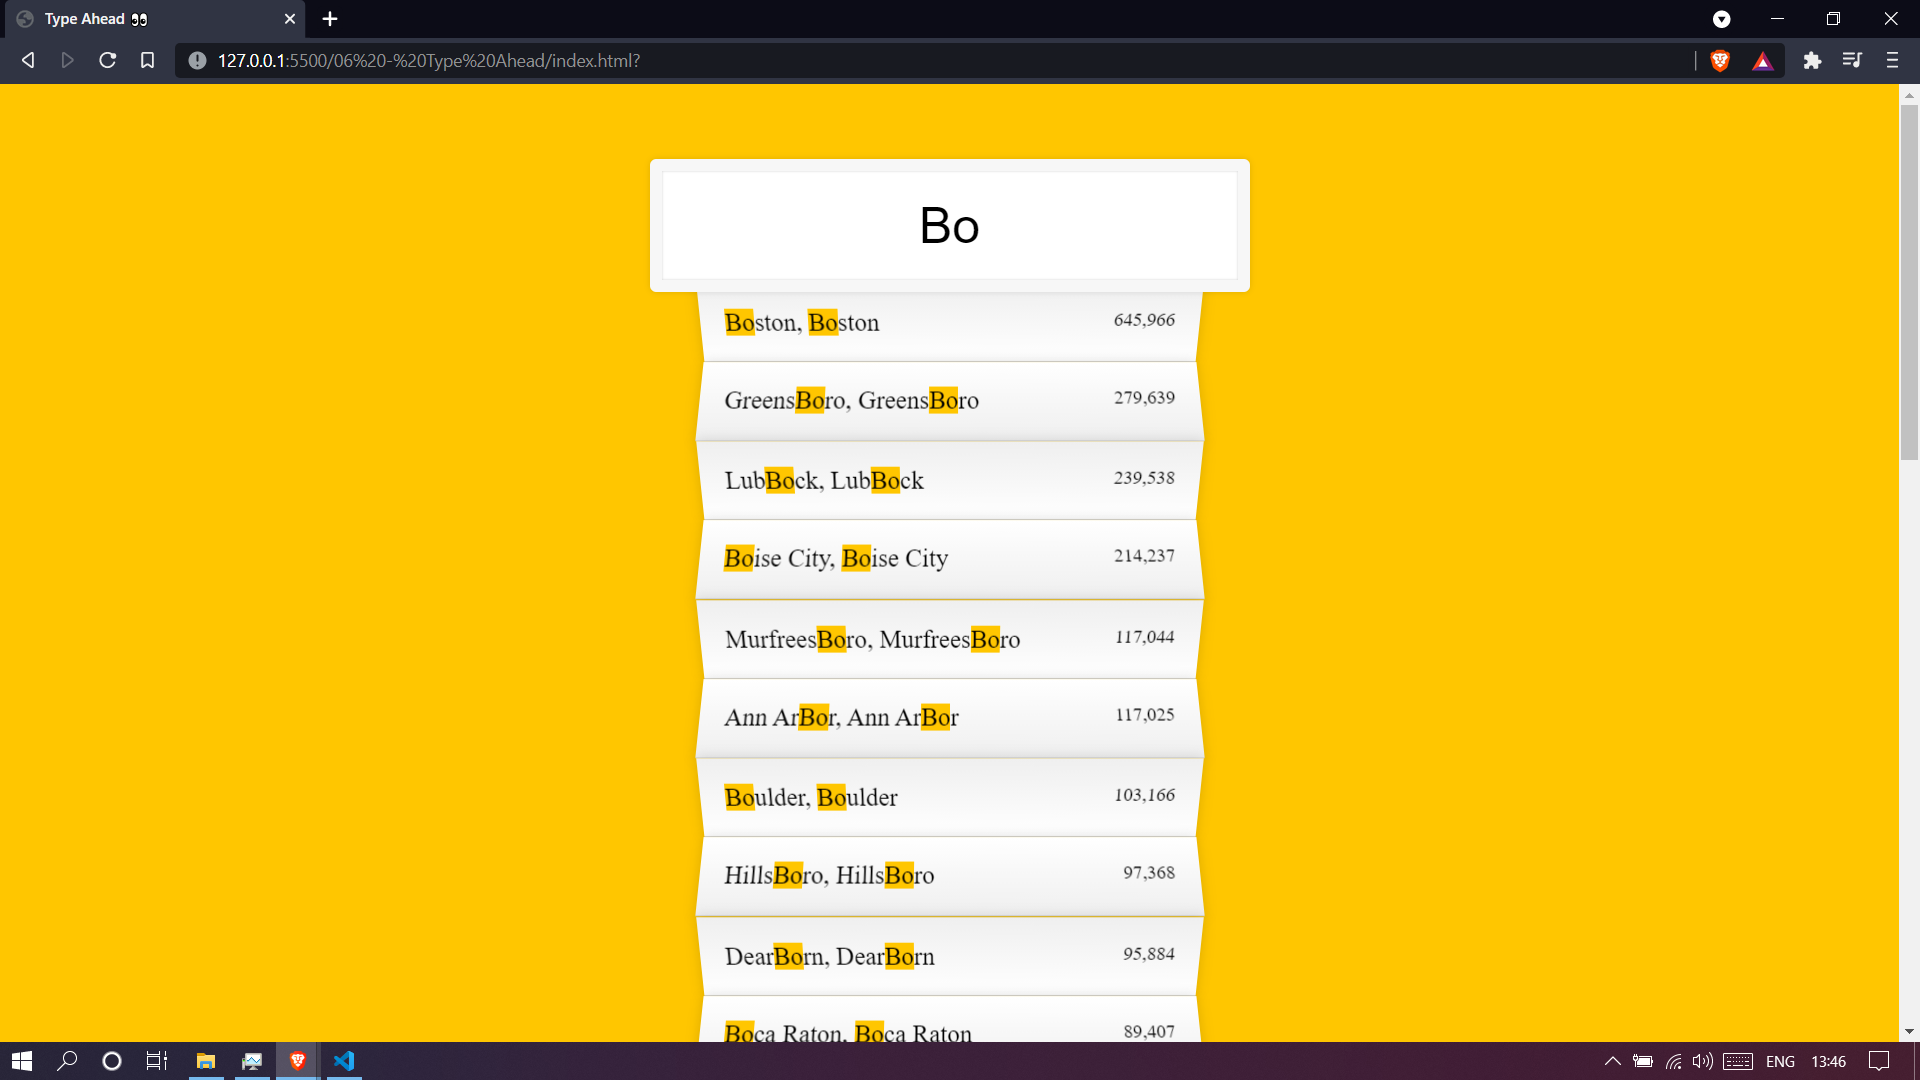 Type Ahead 👀
127.0.0.1:5500/06%20-%20Type%20Ahead/index.html?
Bo
Boston, Boston 645,966
GreensBoro, GreensBoro 279,639
LubBock, LubBock 239,538
Boise City, Boise City 214,237
MurfreesBoro, MurfreesBoro 117,044
Ann ArBor, Ann ArBor 117,025
Boulder, Boulder 103,166
HillsBoro, HillsBoro 97,368
DearBorn, DearBorn 95,884
Boca Raton, Boca Raton 89,407
ENG 13:46